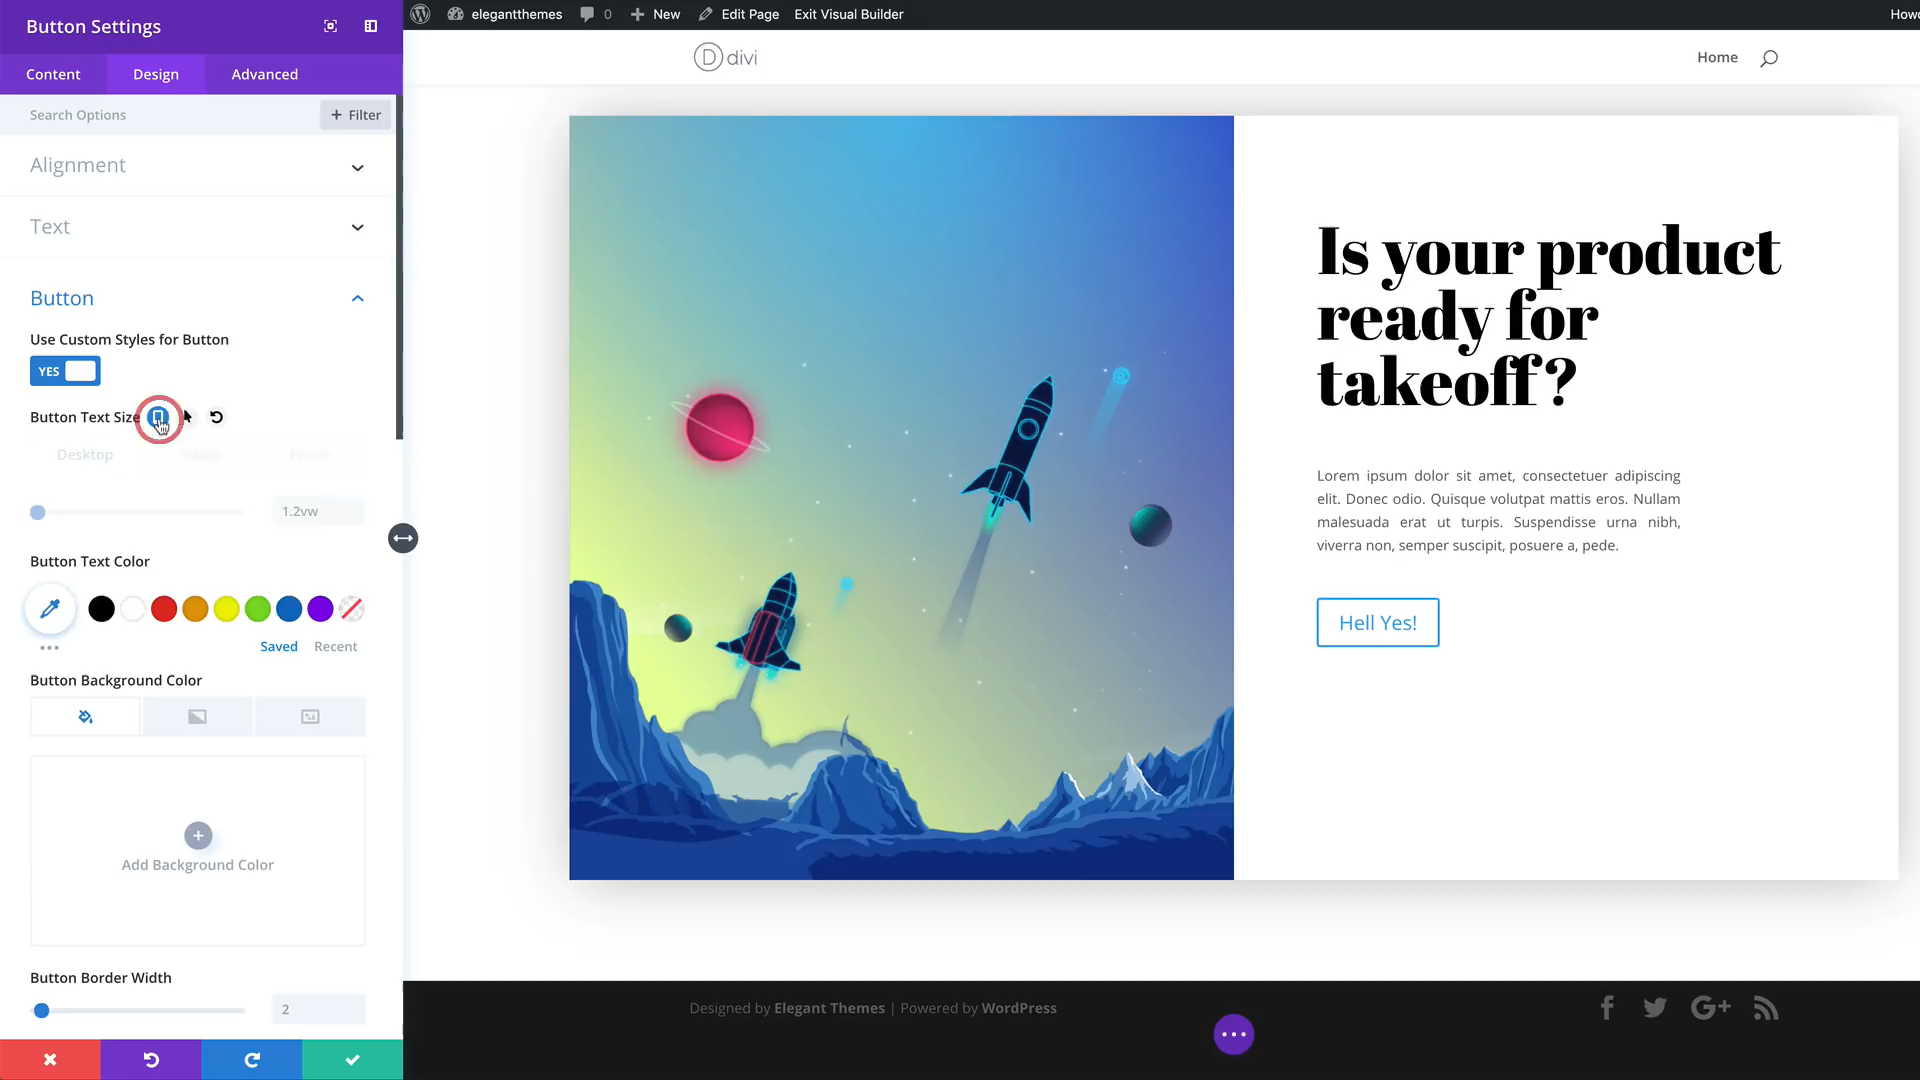 Button Settings
Content
Design
Advanced
Search Options
+ Filter
Alignment
Text
Button
Use Custom Styles for Button
YES
Button Text Size
Desktop
1.2vw
Button Text Color
Saved
Recent
Button Background Color
Add Background Color
Button Border Width
2
elegantthemes
0
+ New
Edit Page
Exit Visual Builder
How
D divi
Home
Is your product
ready for
takeoff?
Lorem ipsum dolor sit amet, consectetuer adipiscing
elit. Donec odio. Quisque volutpat mattis eros. Nullam
malesuada erat ut turpis. Suspendisse urna nibh,
viverra non, semper suscipit, posuere a, pede.
Hell Yes!
Designed by Elegant Themes | Powered by WordPress